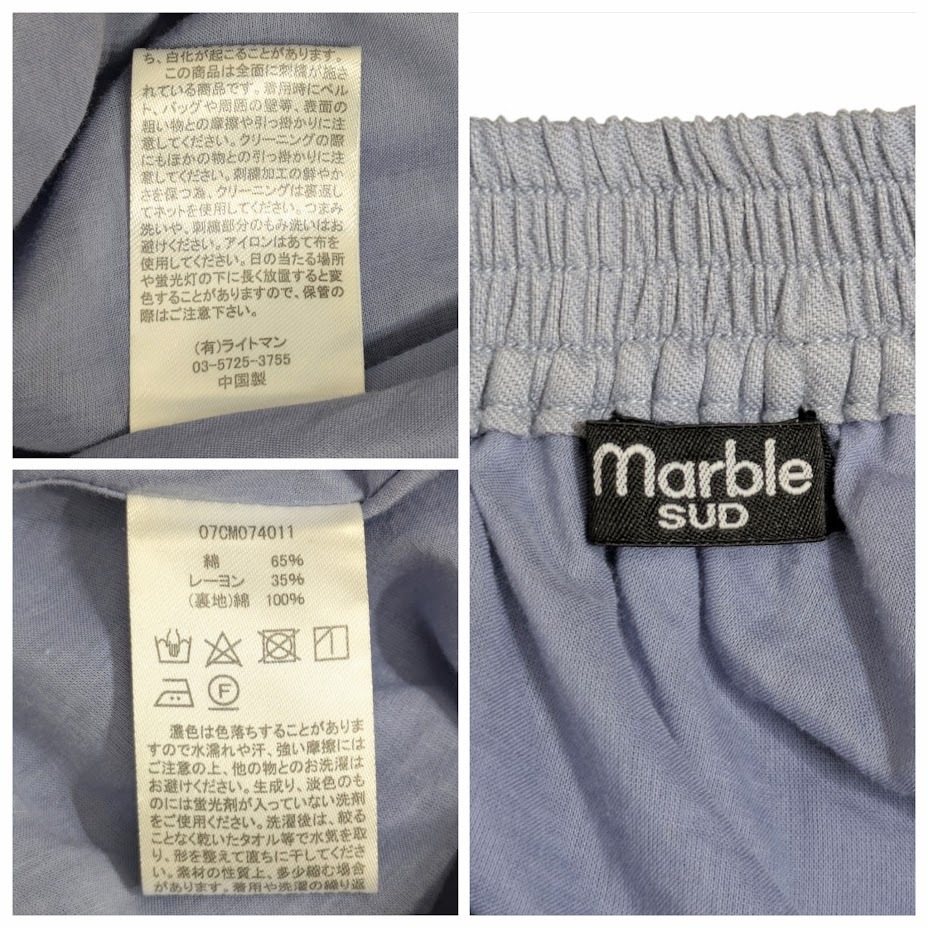 ち、白化が起こることがあります。
この商品は全面に刺繍が施さ
れている商品です。着用時にベル
ト、バッグや周囲の壁等、表面の
粗い物との摩擦や引っ掛かりに注
意してください。クリーニングの際
にもほかの物との引っ掛かりに注
意してください。刺繍加工の鮮やか
さを保つ為、クリーニングは裏返し
てネットを使用してください。つまみ
洗いや、刺繍部分のもみ洗いはお
避けください。アイロンはあて布を
使用してください。日の当たる場所
や蛍光灯の下に長く放置すると変
色することがありますので、保管の
際はご注意下さい。
(有)ライトマン
03-5725-3755
中国製
07CM074011
綿 65%
レーヨン 35%
(裏地)綿 100%
F
濃色は色落ちすることがありま
すので水濡れや汗、強い摩擦には
ご注意の上、他の物とのお洗濯は
お避けください。生成り、淡色のも
のには蛍光剤が入っていない洗剤
をご使用ください。洗濯後は、絞る
ことなく乾いたタオル等で水気を取
り、形を整えて直ちに干してくださ
い。素材の性質上、多少縮む場合
があります。着用や洗濯の繰り返
marble
SUD